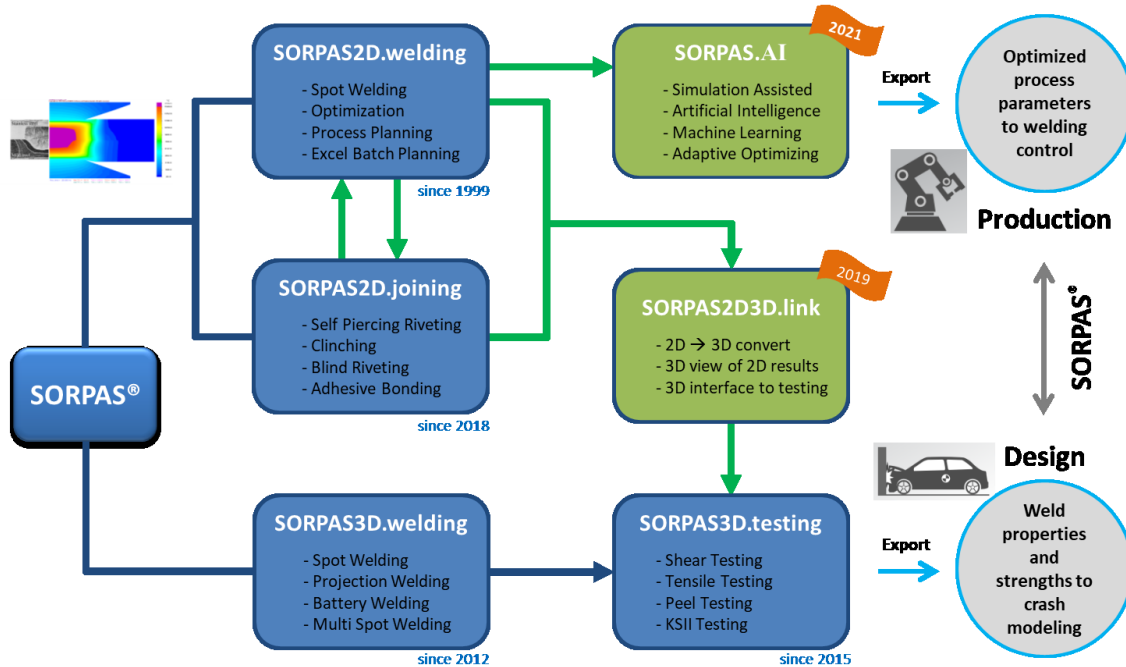 SORPAS2D.welding
- Spot Welding
- Optimization
- Process Planning
- Excel Batch Planning
since 1999
2021
SORPAS.AI
- Simulation Assisted
- Artificial Intelligence
- Machine Learning
- Adaptive Optimizing
Export
Optimized
process
parameters
to welding
control
Production
SORPAS2D.joining
- Self Piercing Riveting
- Clinching
- Blind Riveting
- Adhesive Bonding
since 2018
2019
SORPAS2D3D.link
- 2D → 3D convert
- 3D view of 2D results
- 3D interface to testing
SORPAS®
SORPAS®
Design
SORPAS3D.welding
- Spot Welding
- Projection Welding
- Battery Welding
- Multi Spot Welding
since 2012
SORPAS3D.testing
- Shear Testing
- Tensile Testing
- Peel Testing
- KSII Testing
since 2015
Export
Weld
properties
and
strengths to
crash
modeling